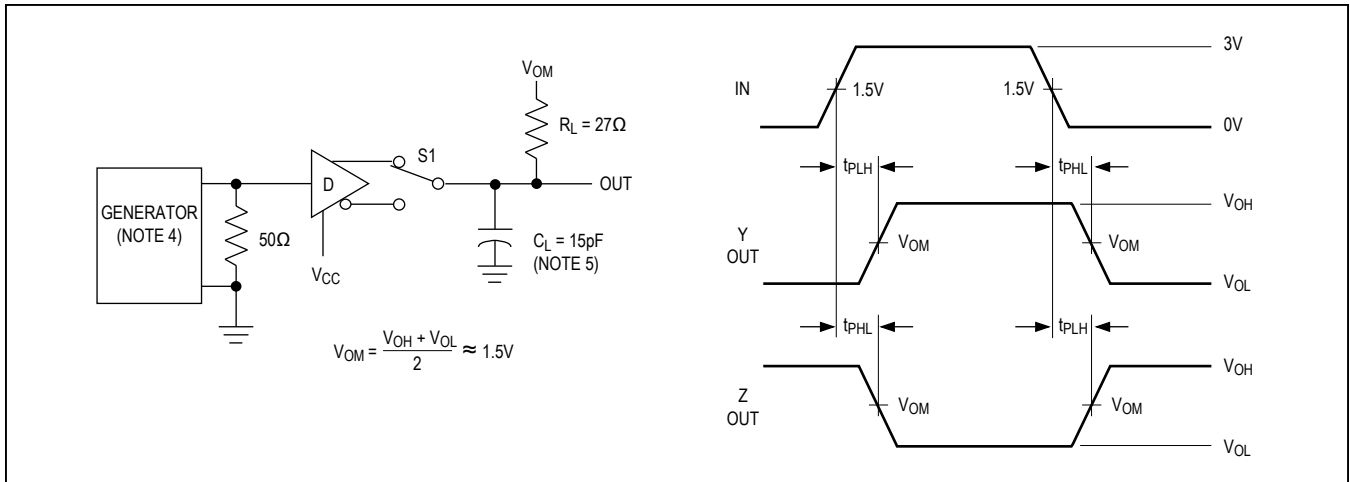 V_OM
R_L = 27Ω
S1
D
OUT
GENERATOR
(NOTE 4)
50Ω
C_L = 15pF
(NOTE 5)
V_CC
V_OM = V_OH + V_OL / 2 ≈ 1.5V
IN
1.5V
1.5V
3V
0V
t_PLH
t_PHL
Y
OUT
V_OM
V_OM
V_OH
V_OL
t_PHL
t_PLH
Z
OUT
V_OM
V_OM
V_OH
V_OL